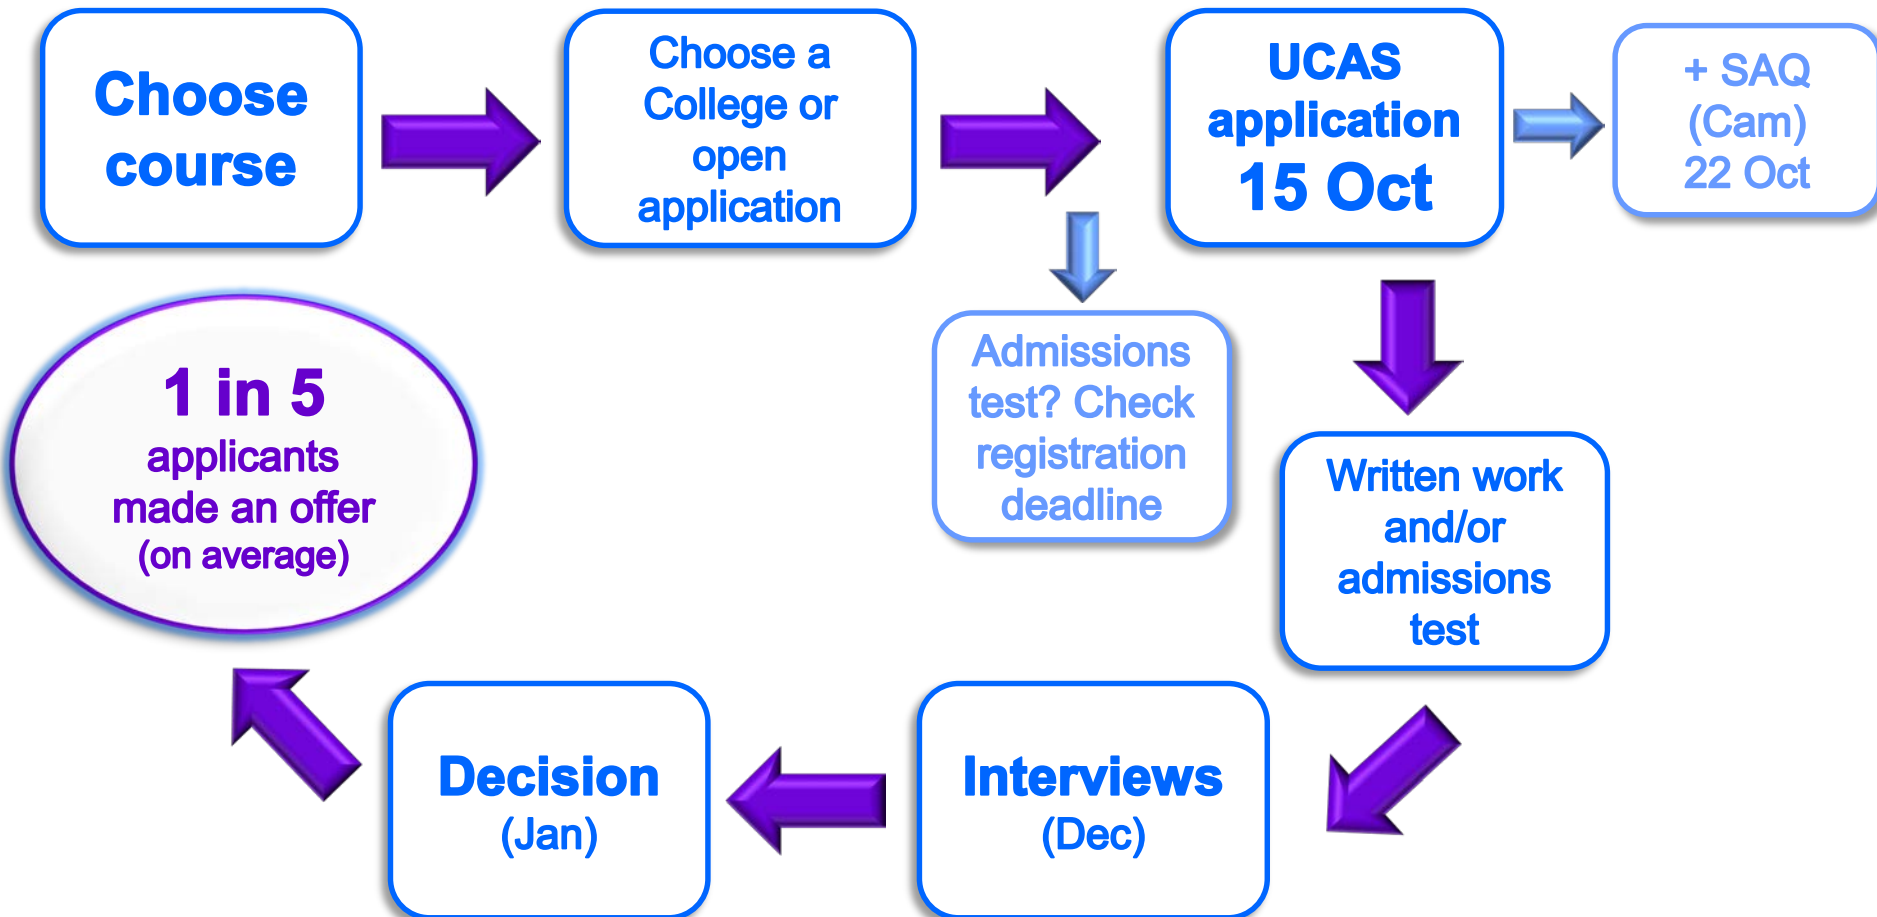 Choose
course
Choose a
College or
open
application
UCAS
application
15 Oct
+ SAQ
(Cam)
22 Oct
Admissions
test? Check
registration
deadline
Written work
and/or
admissions
test
Interviews
(Dec)
Decision
(Jan)
1 in 5
applicants
made an offer
(on average)